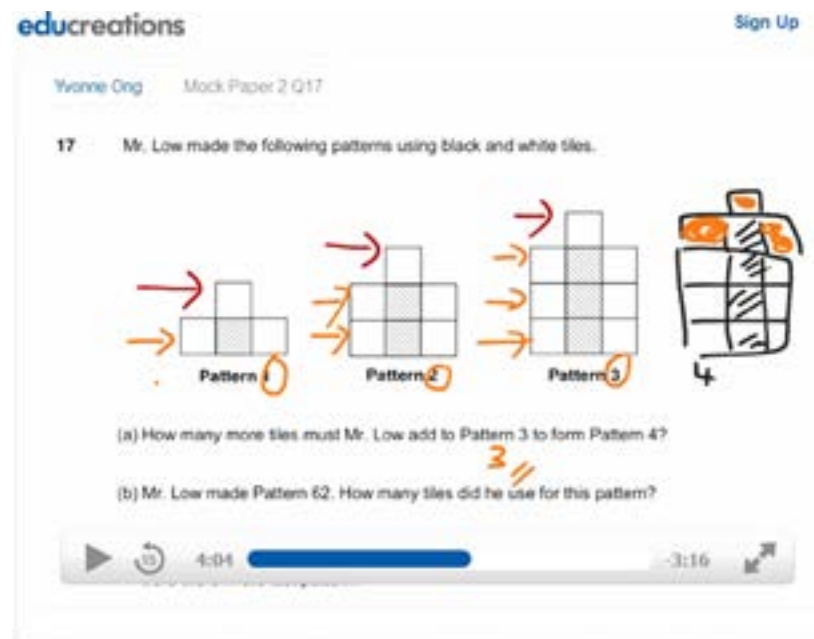 educreations
Sign Up
Yvonne Ong Mock Paper 2 Q17
17 Mr. Low made the following patterns using black and white tiles.
Pattern 1 Pattern 2 Pattern 3 4
(a) How many more tiles must Mr. Low add to Pattern 3 to form Pattern 4?
3
(b) Mr. Low made Pattern 62. How many tiles did he use for this pattern?
15 4:04 -3:16